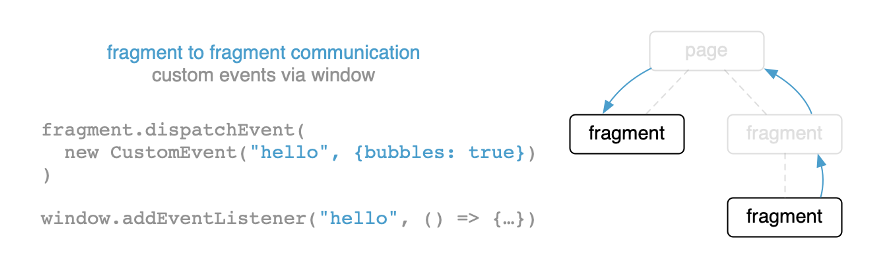 fragment to fragment communication
custom events via window
fragment.dispatchEvent(
  new CustomEvent("hello", {bubbles: true})
)
window.addEventListener("hello", () => {…})
page
fragment
fragment
fragment